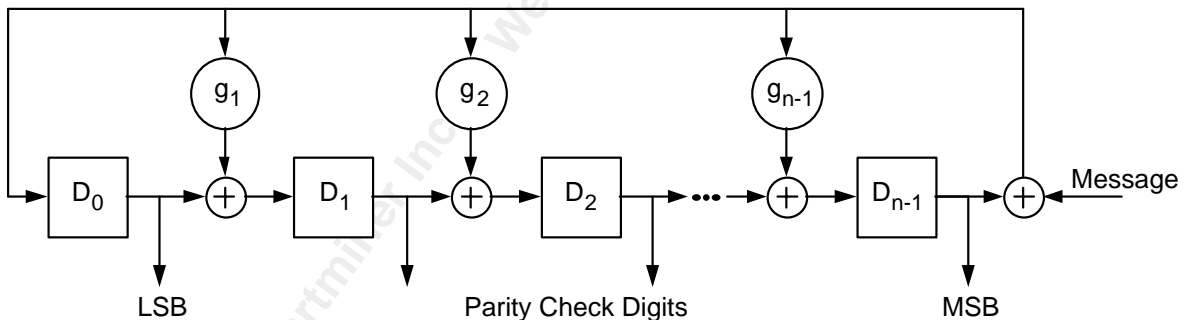 g1
g2
gn-1
D0
D1
D2
•••
Dn-1
Message
LSB
Parity Check Digits
MSB